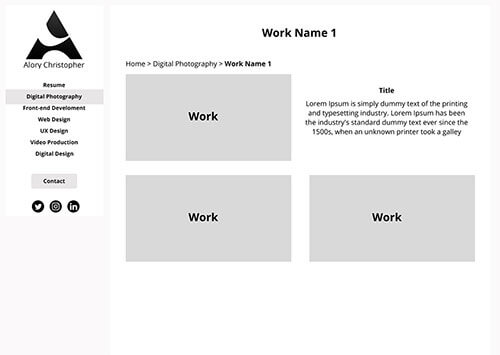 Alory Christopher
Resume
Digital Photography
Front-end Develoment
Web Design
UX Design
Video Production
Digital Design
Contact
Work Name 1
Home > Digital Photography > Work Name 1
Work
Title
Lorem Ipsum is simply dummy text of the printing
and typesetting industry. Lorem Ipsum has been
the industry's standard dummy text ever since the
1500s, when an unknown printer took a galley
Work
Work